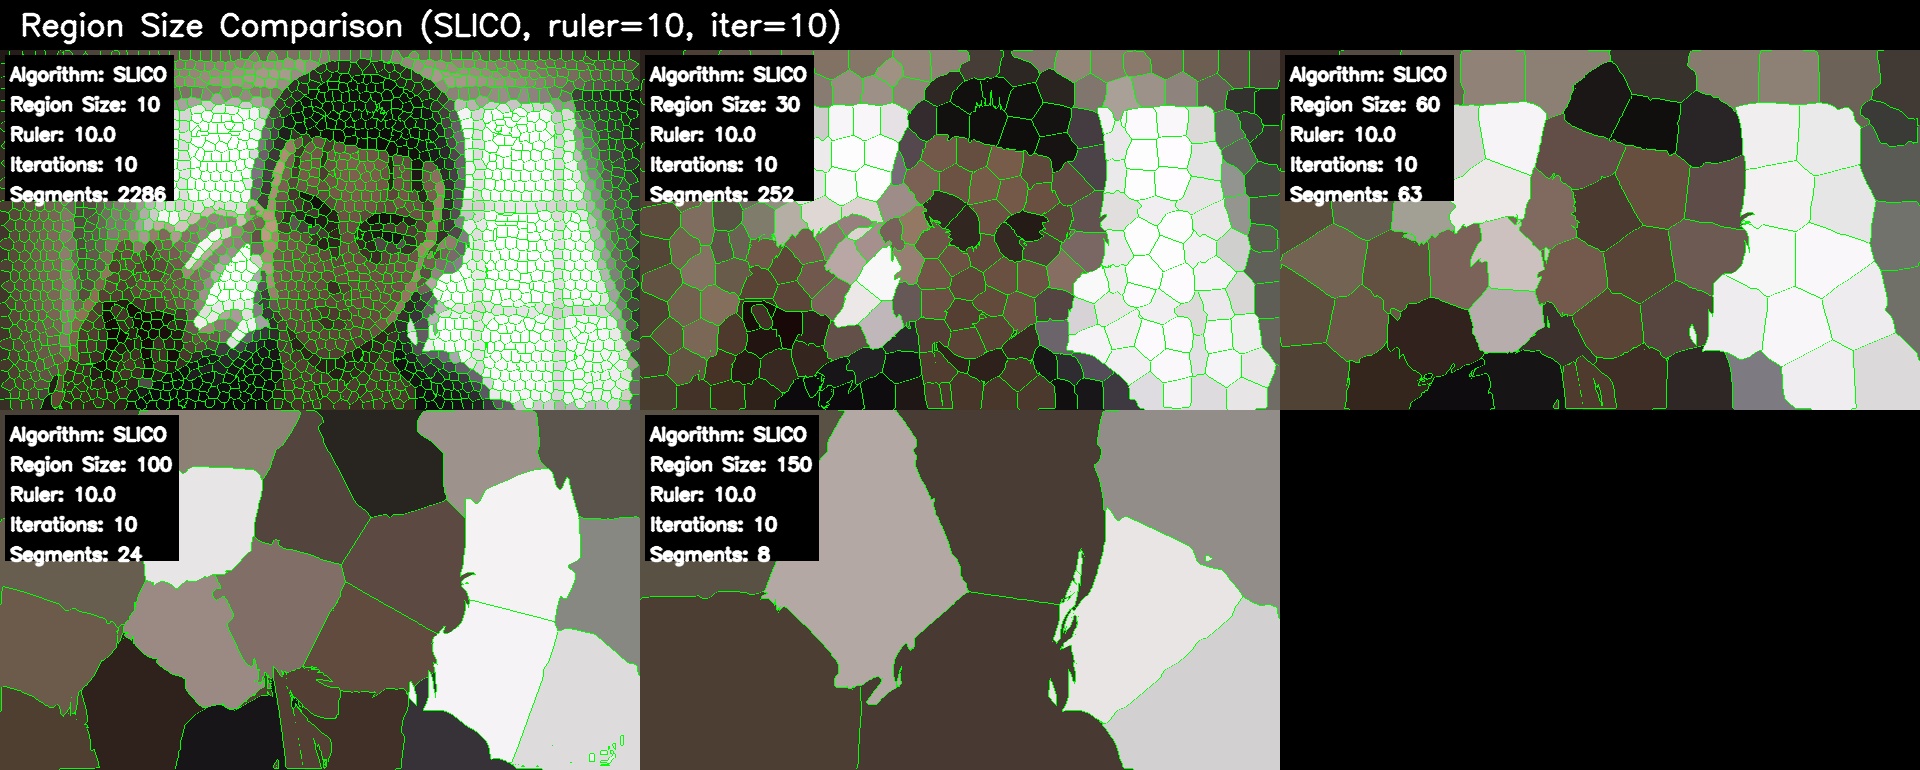 Region Size Comparison (SLICO, ruler=10, iter=10)
Algorithm: SLICO
Region Size: 10
Ruler: 10.0
Iterations: 10
Segments: 2286
Algorithm: SLICO
Region Size: 30
Ruler: 10.0
Iterations: 10
Segments: 252
Algorithm: SLICO
Region Size: 60
Ruler: 10.0
Iterations: 10
Segments: 63
Algorithm: SLICO
Region Size: 100
Ruler: 10.0
Iterations: 10
Segments: 24
Algorithm: SLICO
Region Size: 150
Ruler: 10.0
Iterations: 10
Segments: 8